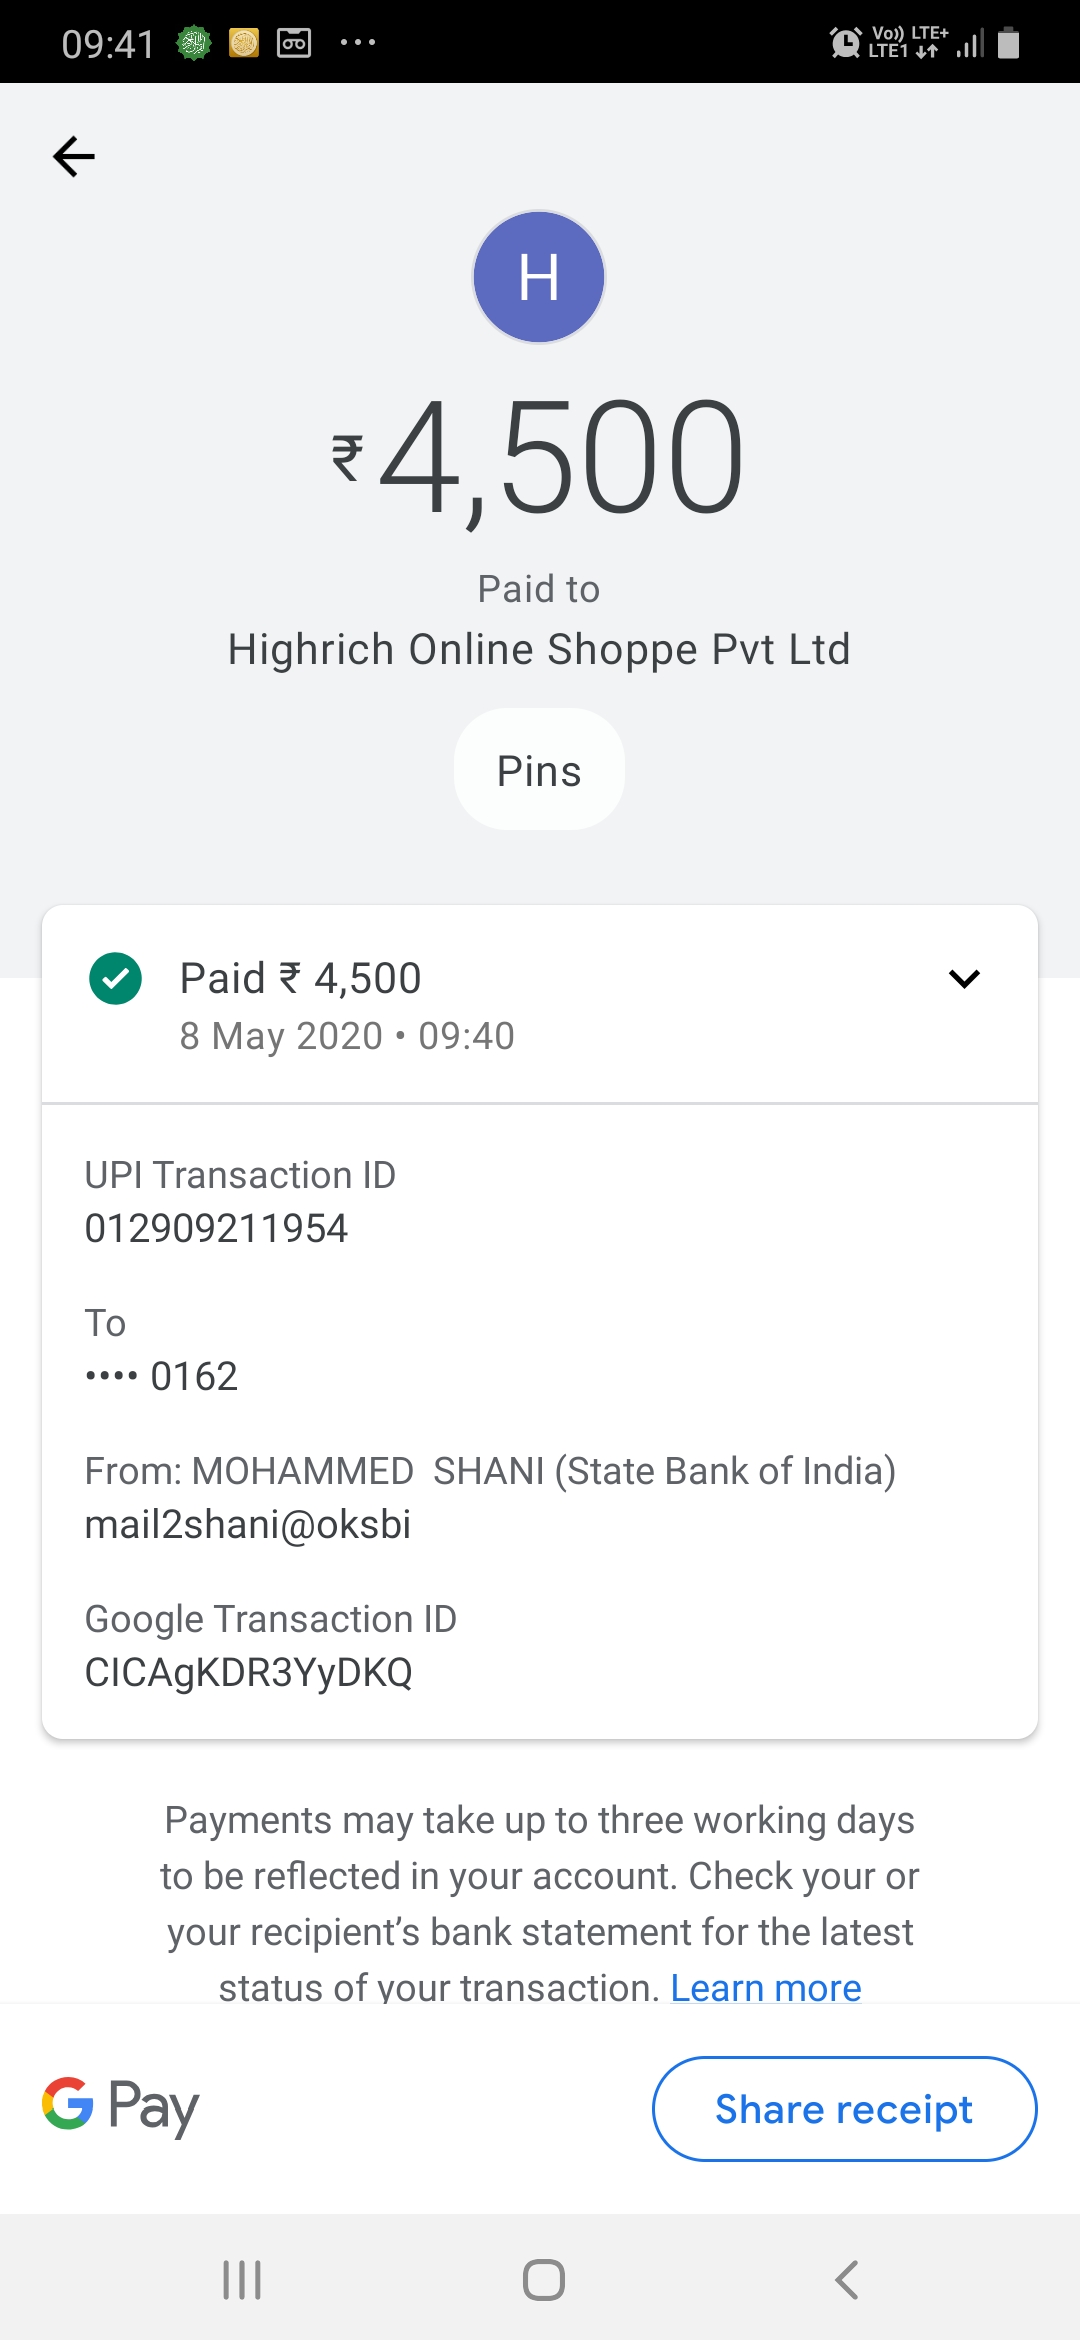 09:41
Vo)) LTE+
LTE1
H
₹4,500
Paid to
Highrich Online Shoppe Pvt Ltd
Pins
Paid ₹ 4,500
8 May 2020 • 09:40
UPI Transaction ID
012909211954
To
•••• 0162
From: MOHAMMED  SHANI (State Bank of India)
mail2shani@oksbi
Google Transaction ID
CICAgKDR3YyDKQ
Payments may take up to three working days
to be reflected in your account. Check your or
your recipient’s bank statement for the latest
status of your transaction. Learn more
G Pay
Share receipt